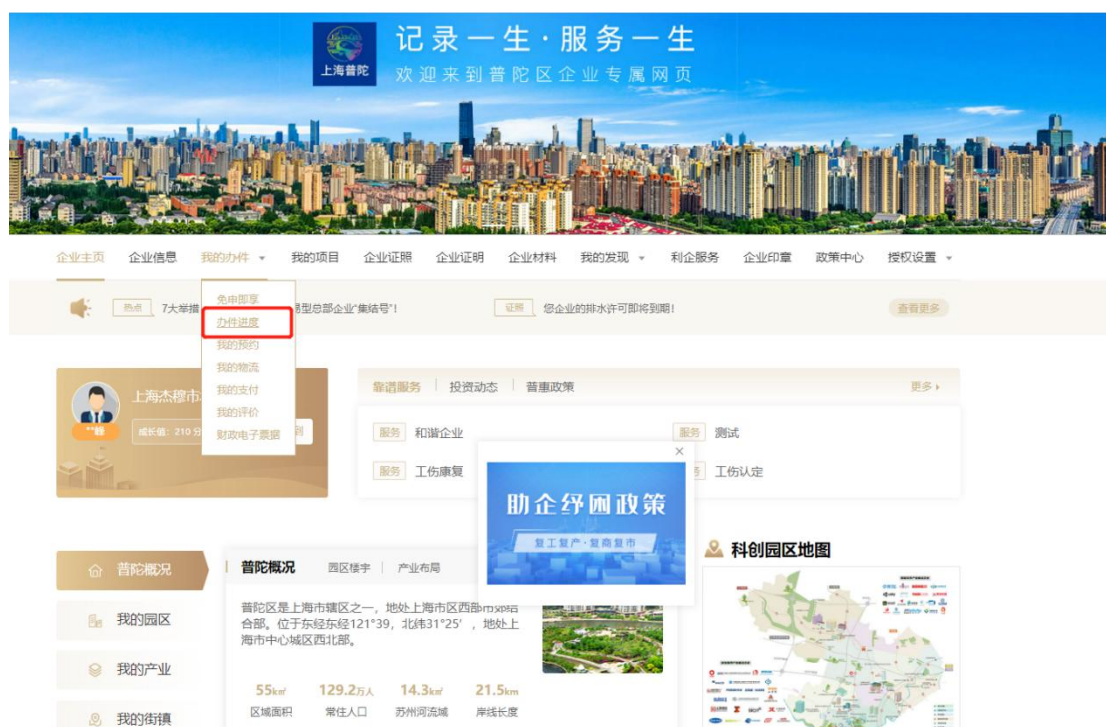 记录一生·服务一生
上海普陀
欢迎来到普陀区企业专属网页
企业主页 企业信息 我的办件 我的项目 企业证照 企业证明 企业材料 我的发现 利企服务 企业印章 政策中心 授权设置
热点 7大举措 易型总部企业“集结号”! 证照 您企业的排水许可即将到期! 查看更多
免申即享
办件进度
我的预约
我的物流
我的支付
我的评价
财政电子票据
上海杰穆市
**峰
成长值: 210 分
靠谱服务 投资动态 普惠政策 更多
服务 和谐企业 服务 测试
服务 工伤康复 工伤认定
助企纾困政策
复工复产·复商复市
科创园区地图
普陀概况
我的园区
我的产业
我的街镇
普陀概况 园区楼宇 产业布局
普陀区是上海市辖区之一，地处上海市区西部市郊结
合部。位于东经东经121°39，北纬31°25′，地处上
海市中心城区西北部。
55km² 129.2万人 14.3km² 21.5km
区域面积 常住人口 苏州河流域 岸线长度